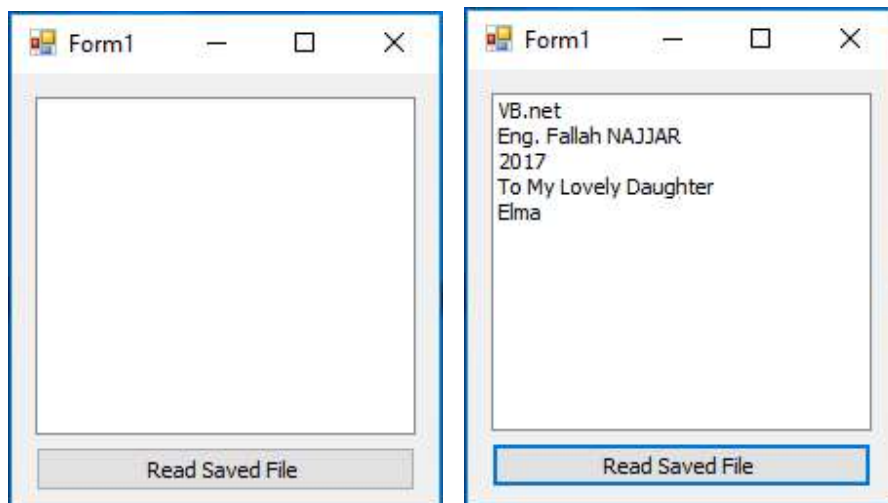 Form1
Read Saved File
Form1
VB.net
Eng. Fallah NAJJAR
2017
To My Lovely Daughter
Elma
Read Saved File